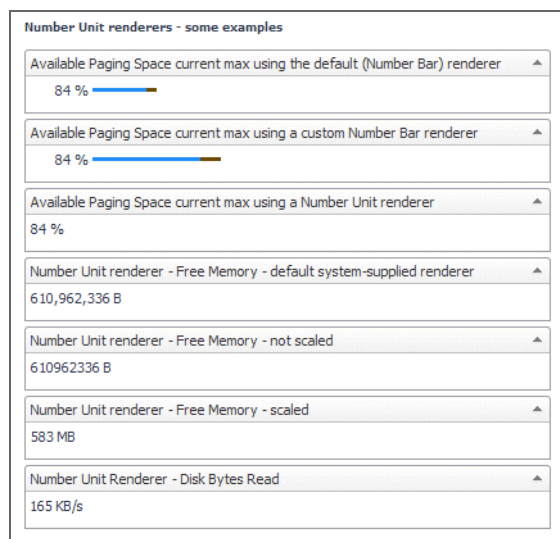 Number Unit renderers - some examples
Available Paging Space current max using the default (Number Bar) renderer
84 %
Available Paging Space current max using a custom Number Bar renderer
84 %
Available Paging Space current max using a Number Unit renderer
84 %
Number Unit renderer - Free Memory - default system-supplied renderer
610,962,336 B
Number Unit renderer - Free Memory - not scaled
610962336 B
Number Unit renderer - Free Memory - scaled
583 MB
Number Unit Renderer - Disk Bytes Read
165 KB/s